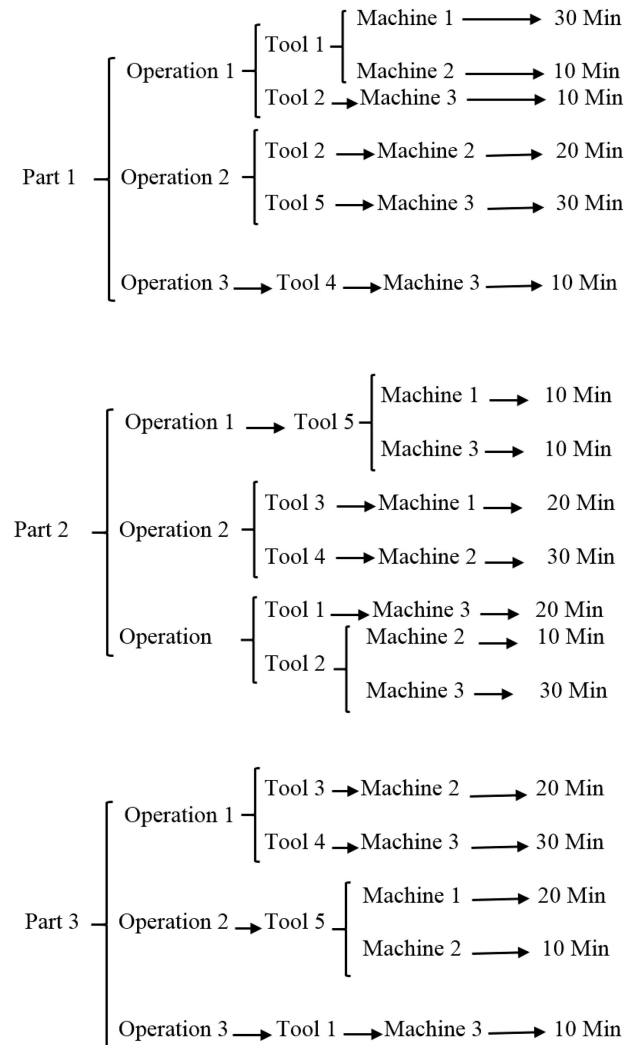 Machine 1 30 Min
Tool 1
Operation 1 Machine 2 10 Min
Tool 2 Machine 3 10 Min
Tool 2 Machine 2 20 Min
Part 1 Operation 2
Tool 5 Machine 3 30 Min
Operation 3 Tool 4 Machine 3 10 Min
Machine 1 10 Min
Operation 1 Tool 5
Machine 3 10 Min
Tool 3 Machine 1 20 Min
Part 2 Operation 2
Tool 4 Machine 2 30 Min
Tool 1 Machine 3 20 Min
Operation Machine 2 10 Min
Tool 2
Machine 3 30 Min
Tool 3 Machine 2 20 Min
Operation 1
Tool 4 Machine 3 30 Min
Machine 1 20 Min
Part 3 Operation 2 Tool 5
Machine 2 10 Min
Operation 3 Tool 1 Machine 3 10 Min